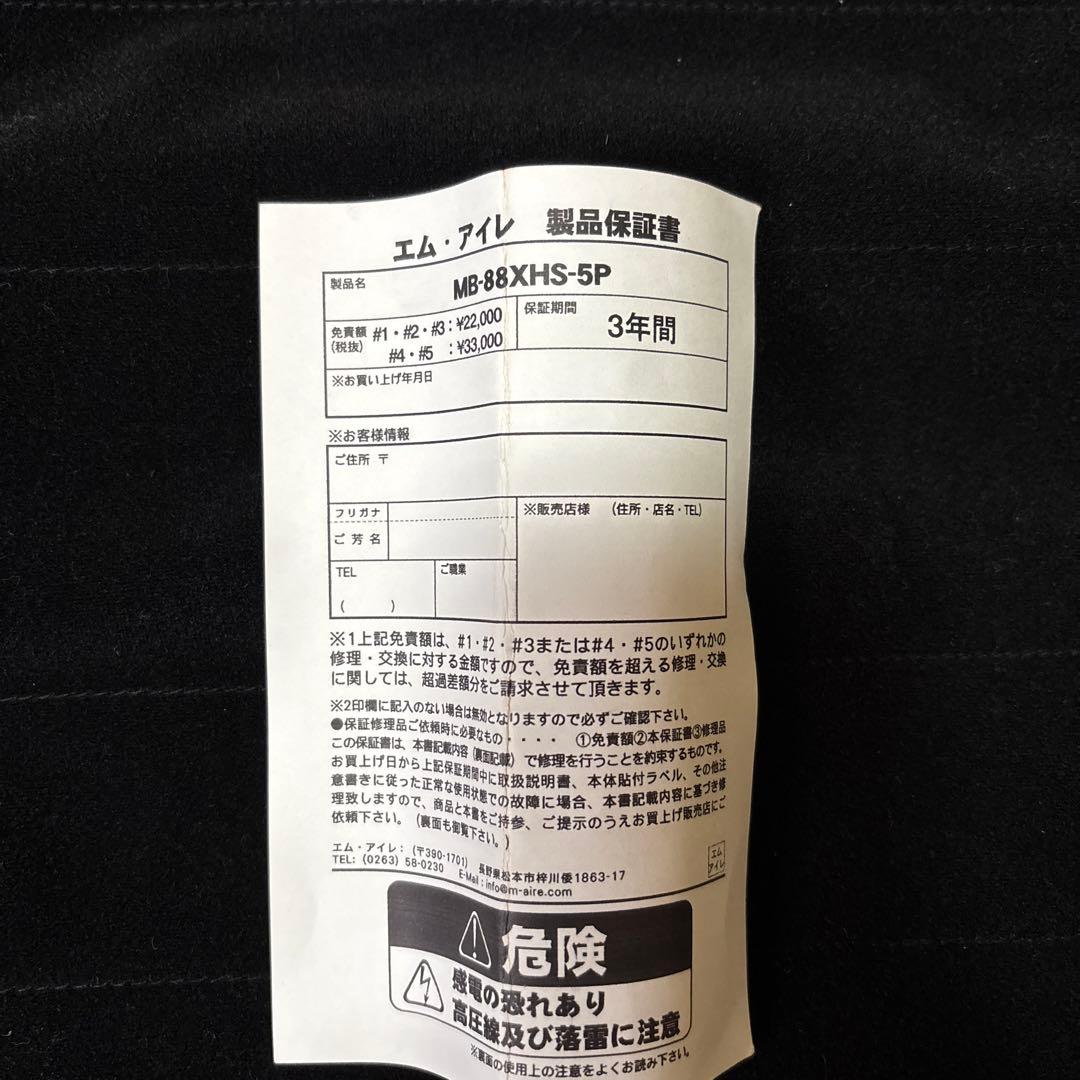 エム・アイレ 製品保証書
製品名 MB-88XHS-5P
免責額 #1・#2・#3：¥22,000
(税抜) #4・#5 ：¥33,000
保証期間 3年間
※お買い上げ年月日
※お客様情報
ご住所 〒
フリガナ
ご芳名
※販売店様 （住所・店名・TEL）
TEL
( )
ご職業
※1上記免責額は、#1・#2・#3または#4・#5のいずれかの
修理・交換に対する金額ですので、免責額を超える修理・交換
に関しては、超過差額分をご請求させて頂きます。
※2印欄に記入のない場合は無効となりますので必ずご確認下さい。
●保証修理品ご依頼時に必要なもの・・・・ ①免責額②本保証書③修理品
この保証書は、本書記載内容（裏面記載）で修理を行うことを約束するものです。
お買上げ日から上記保証期間中に取扱説明書、本体貼付ラベル、その他注
意書きに従った正常な使用状態での故障に場合、本書記載内容に基づき修
理致しますので、商品と本書をご持参、ご提示のうえお買上げ販売店にご
依頼下さい。（裏面も御覧下さい。）
エム・アイレ：（〒390-1701） 長野県松本市梓川倭1863-17
TEL：(0263) 58-0230 E-Mail：info@m-aire.com
エム
アイレ
危険
感電の恐れあり
高圧線及び落雷に注意
※裏面の使用上の注意をよくお読み下さい。